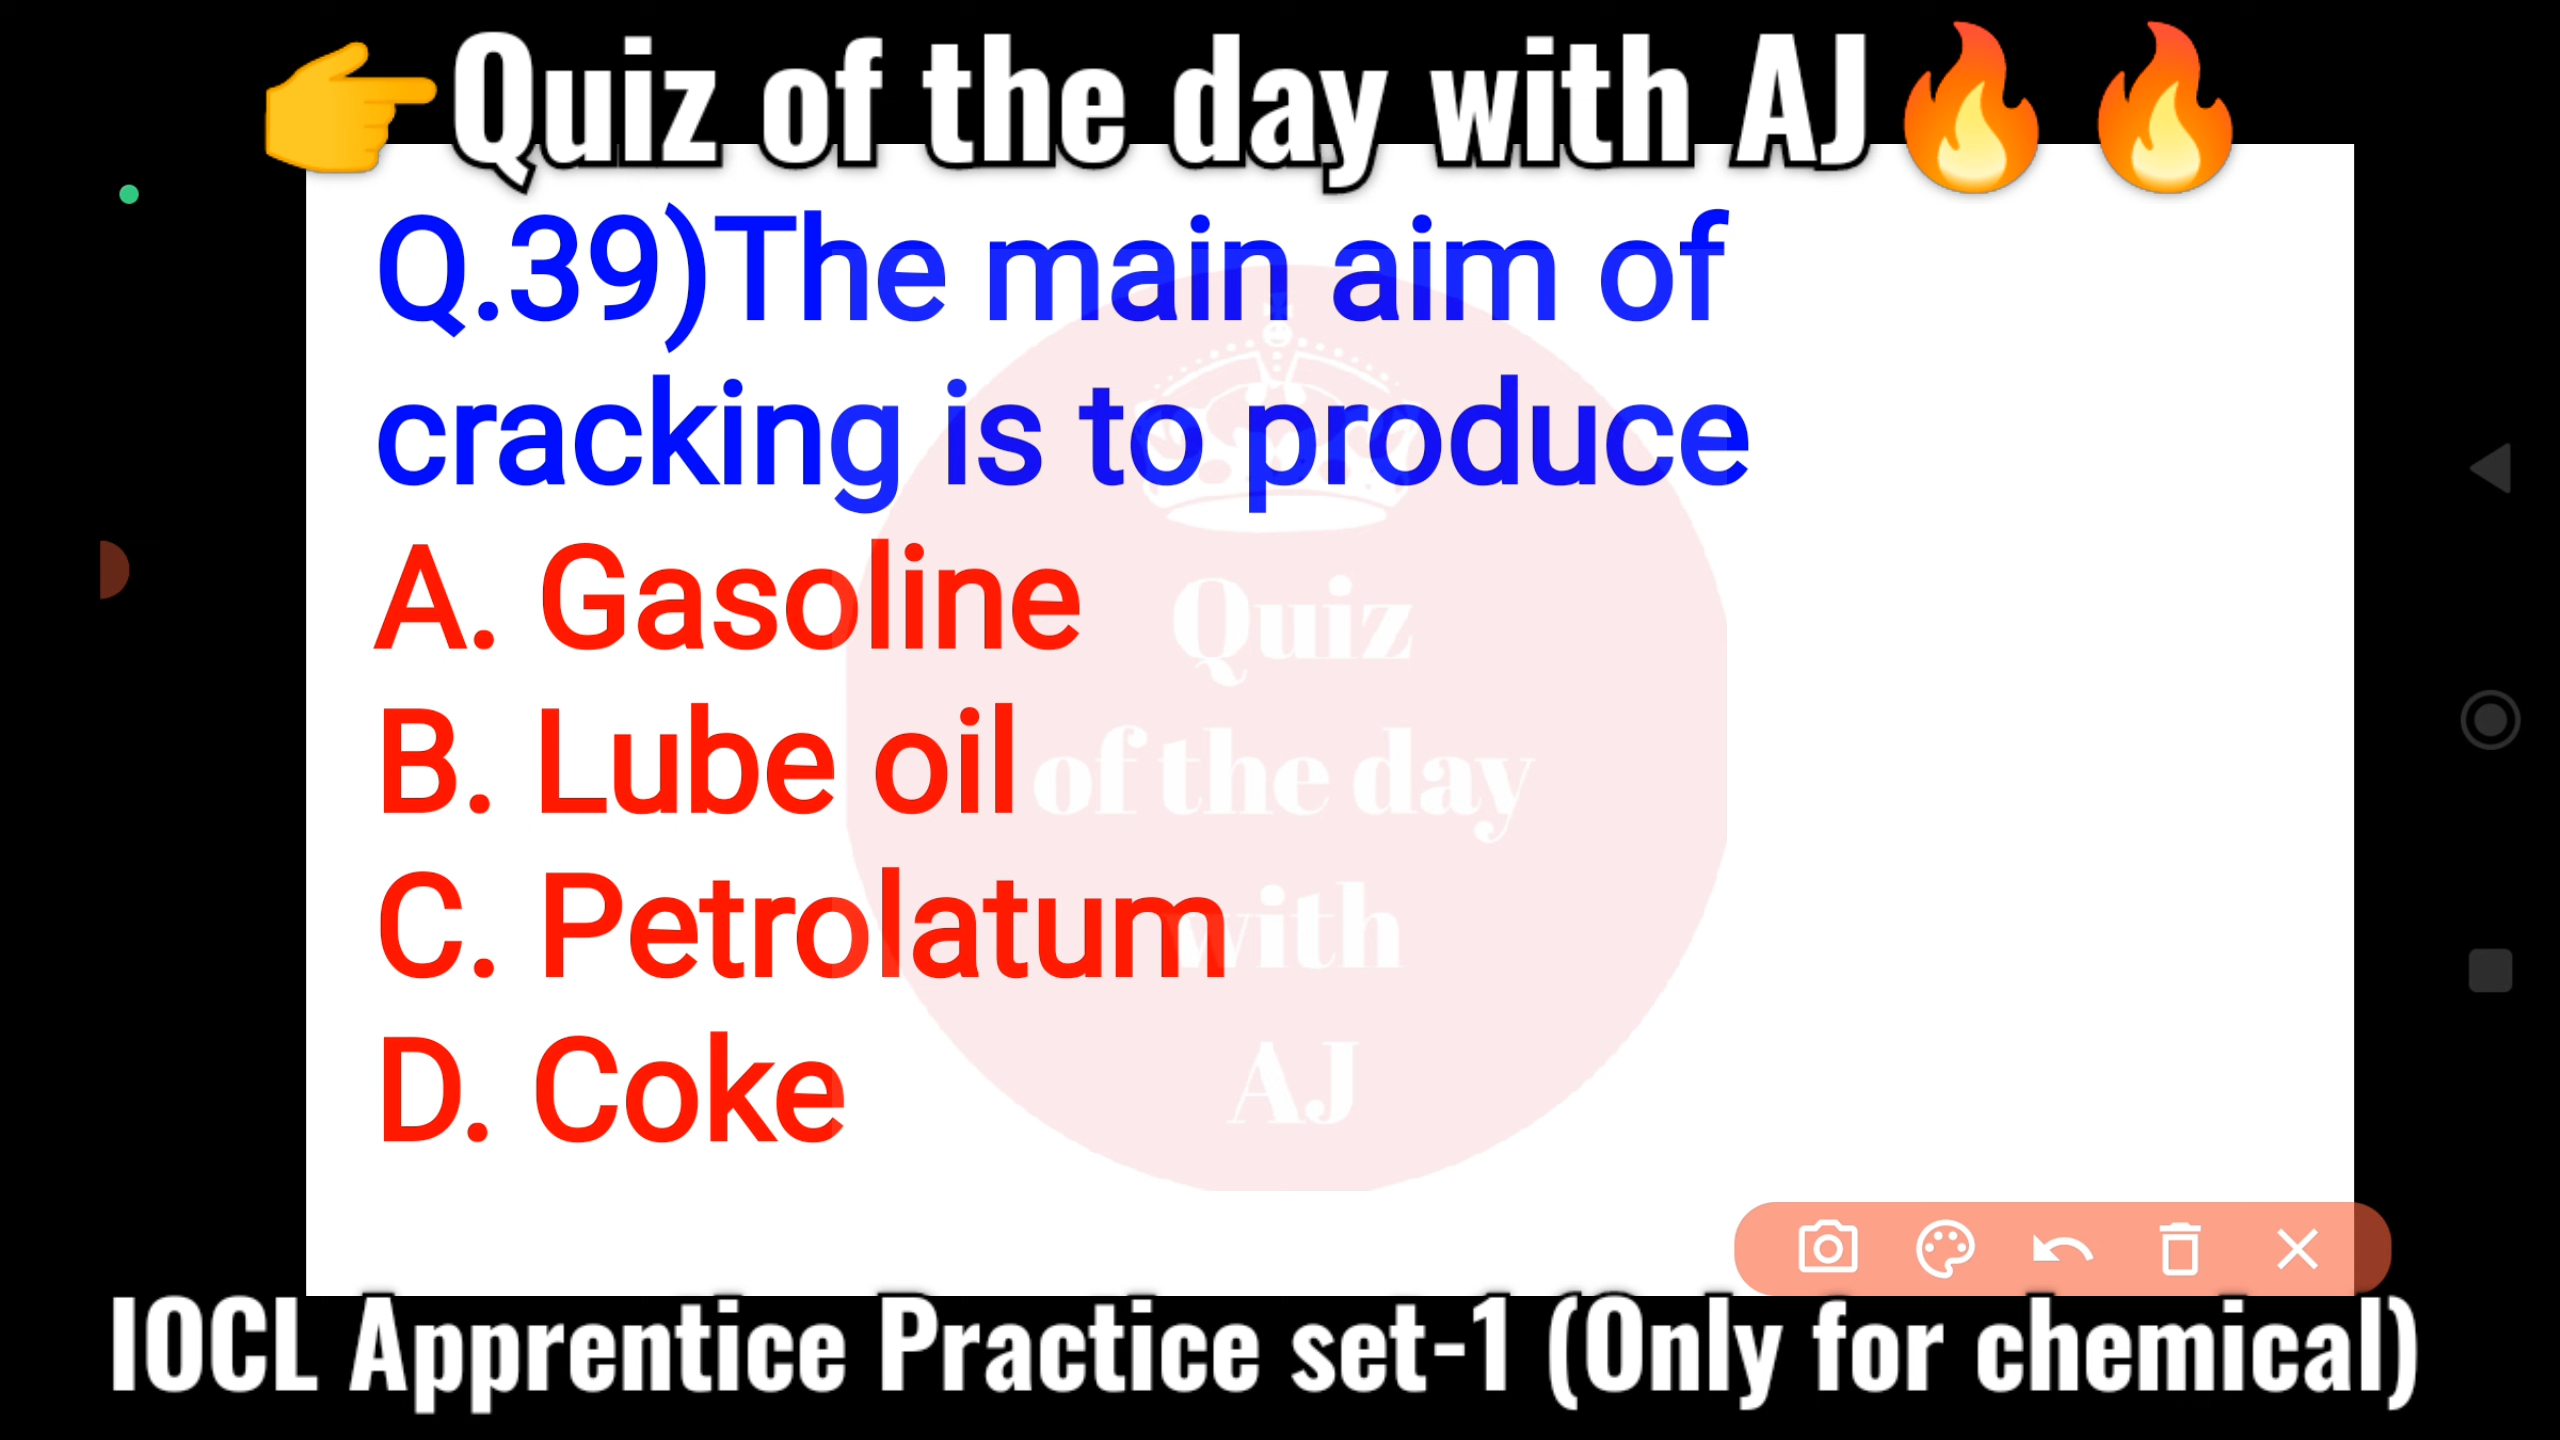 👉Quiz of the day with AJ🔥🔥
Q.39)The main aim of
cracking is to produce
A. Gasoline
B. Lube oil
C. Petrolatum
D. Coke
Quiz
of the day
with
AJ
IOCL Apprentice Practice set-1 (Only for chemical)